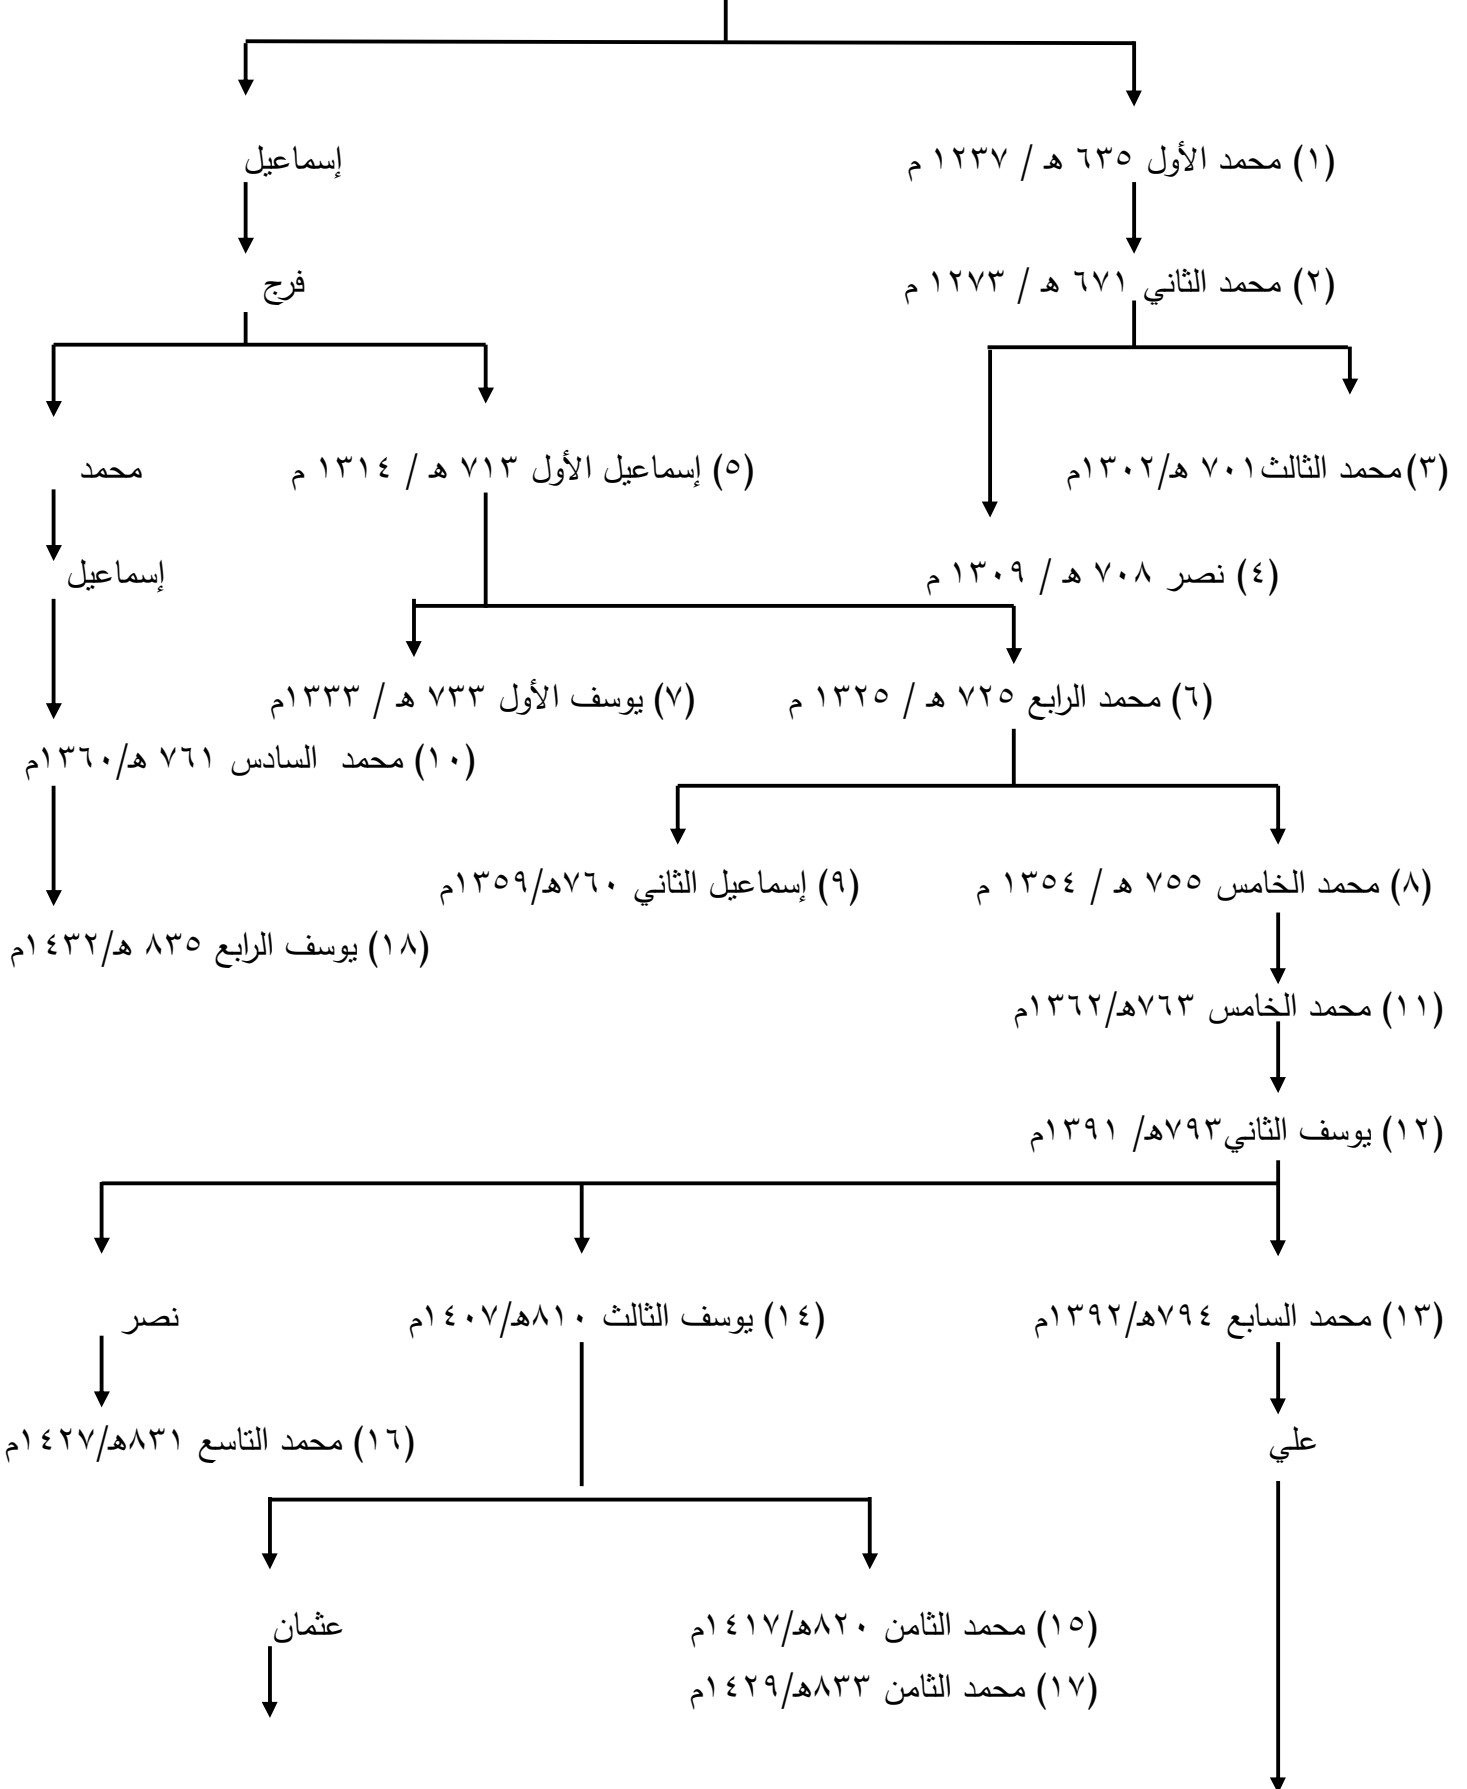 (١) محمد الأول ٦٣٥ هـ / ١٢٣٧ م
إسماعيل
(٢) محمد الثاني ٦٧١ هـ / ١٢٧٣ م
فرج
(٣) محمد الثالث٧٠١ هـ/١٣٠٢م
(٥) إسماعيل الأول ٧١٣ هـ / ١٣١٤ م
محمد
(٤) نصر ٧٠٨ هـ / ١٣٠٩ م
إسماعيل
(٦) محمد الرابع ٧٢٥ هـ / ١٣٢٥ م
(٧) يوسف الأول ٧٣٣ هـ / ١٣٣٣م
(١٠) محمد السادس ٧٦١ هـ/١٣٦٠م
(٨) محمد الخامس ٧٥٥ هـ / ١٣٥٤ م
(٩) إسماعيل الثاني ٧٦٠هـ/١٣٥٩م
(١٨) يوسف الرابع ٨٣٥ هـ/١٤٣٢م
(١١) محمد الخامس ٧٦٣هـ/١٣٦٢م
(١٢) يوسف الثاني٧٩٣هـ/ ١٣٩١م
(١٣) محمد السابع ٧٩٤هـ/١٣٩٢م
(١٤) يوسف الثالث ٨١٠هـ/١٤٠٧م
نصر
علي
(١٦) محمد التاسع ٨٣١هـ/١٤٢٧م
(١٥) محمد الثامن ٨٢٠هـ/١٤١٧م
عثمان
(١٧) محمد الثامن ٨٣٣هـ/١٤٢٩م